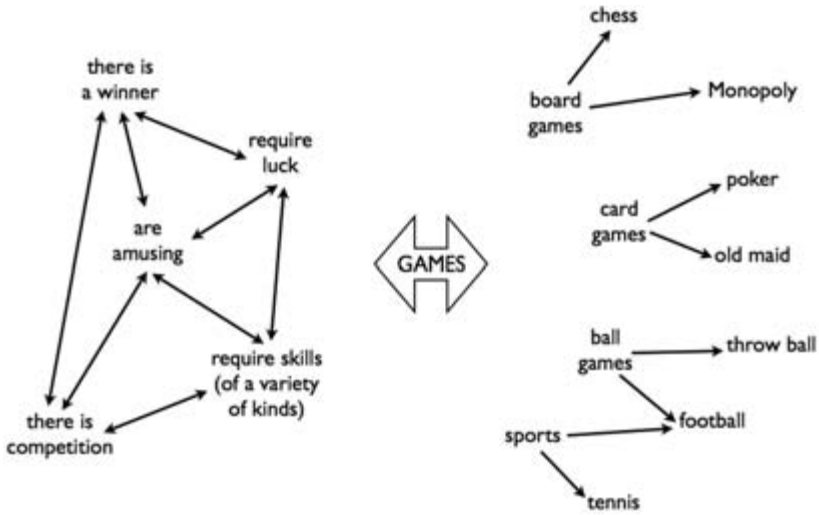 there is
a winner
require
luck
are
amusing
require skills
(of a variety
of kinds)
there is
competition
GAMES
chess
board
games
Monopoly
card
games
poker
old maid
ball
games
throw ball
football
sports
tennis